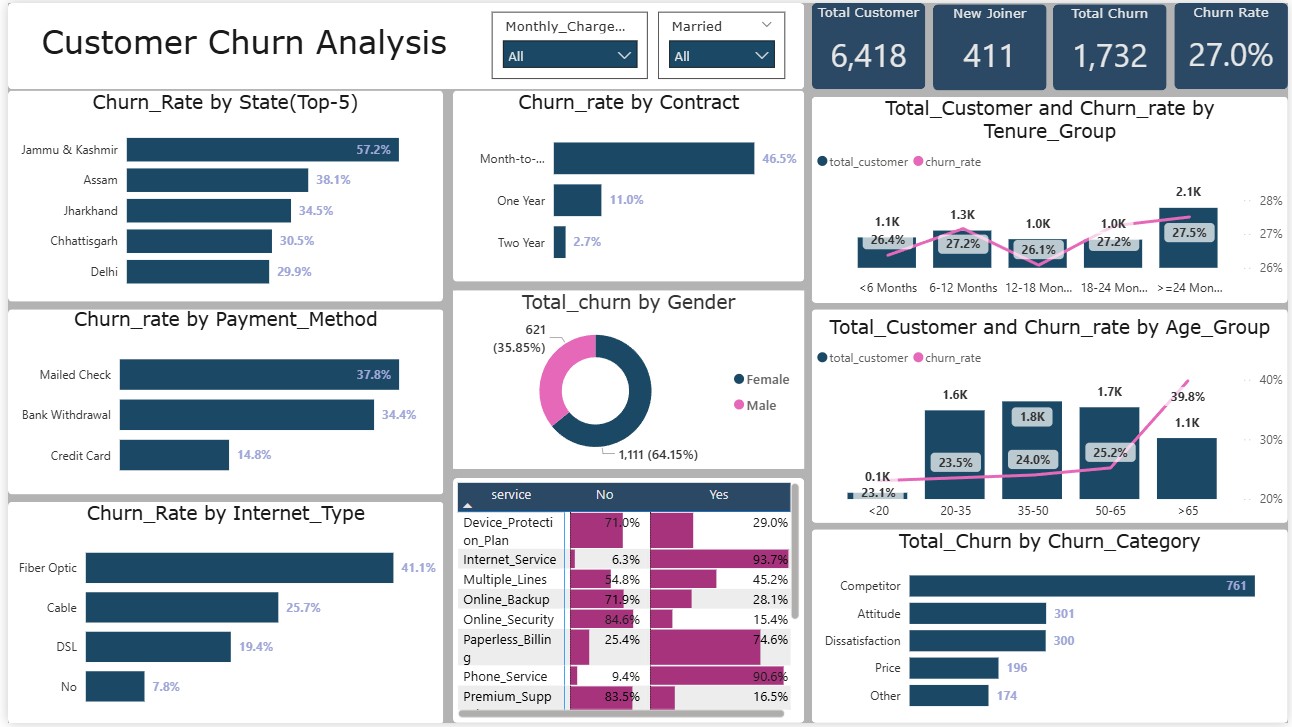 Customer Churn Analysis
Monthly_Charge...
All
Married
All
Total Customer
6,418
New Joiner
411
Total Churn
1,732
Churn Rate
27.0%
Churn_Rate by State(Top-5)
Jammu & Kashmir 57.2%
Assam 38.1%
Jharkhand 34.5%
Chhattisgarh 30.5%
Delhi 29.9%
Churn_rate by Contract
Month-to-... 46.5%
One Year 11.0%
Two Year 2.7%
Total_Customer and Churn_rate by
Tenure_Group
total_customer churn_rate
1.1K 1.3K 1.0K 1.0K 2.1K
26.4% 27.2% 26.1% 27.2% 27.5%
28%
27%
26%
<6 Months 6-12 Months 12-18 Mon... 18-24 Mon... >=24 Mon...
Churn_rate by Payment_Method
Mailed Check 37.8%
Bank Withdrawal 34.4%
Credit Card 14.8%
Total_churn by Gender
621
(35.85%)
1,111 (64.15%)
Female
Male
Total_Customer and Churn_rate by Age_Group
total_customer churn_rate
0.1K 1.6K 1.8K 1.7K 1.1K
23.1% 23.5% 24.0% 25.2% 39.8%
40%
30%
20%
<20 20-35 35-50 50-65 >65
Churn_Rate by Internet_Type
Fiber Optic 41.1%
Cable 25.7%
DSL 19.4%
No 7.8%
service No Yes
Device_Protecti 71.0% 29.0%
on_Plan
Internet_Service 6.3% 93.7%
Multiple_Lines 54.8% 45.2%
Online_Backup 71.9% 28.1%
Online_Security 84.6% 15.4%
Paperless_Billin 25.4% 74.6%
g
Phone_Service 9.4% 90.6%
Premium_Supp 83.5% 16.5%
Total_Churn by Churn_Category
Competitor 761
Attitude 301
Dissatisfaction 300
Price 196
Other 174